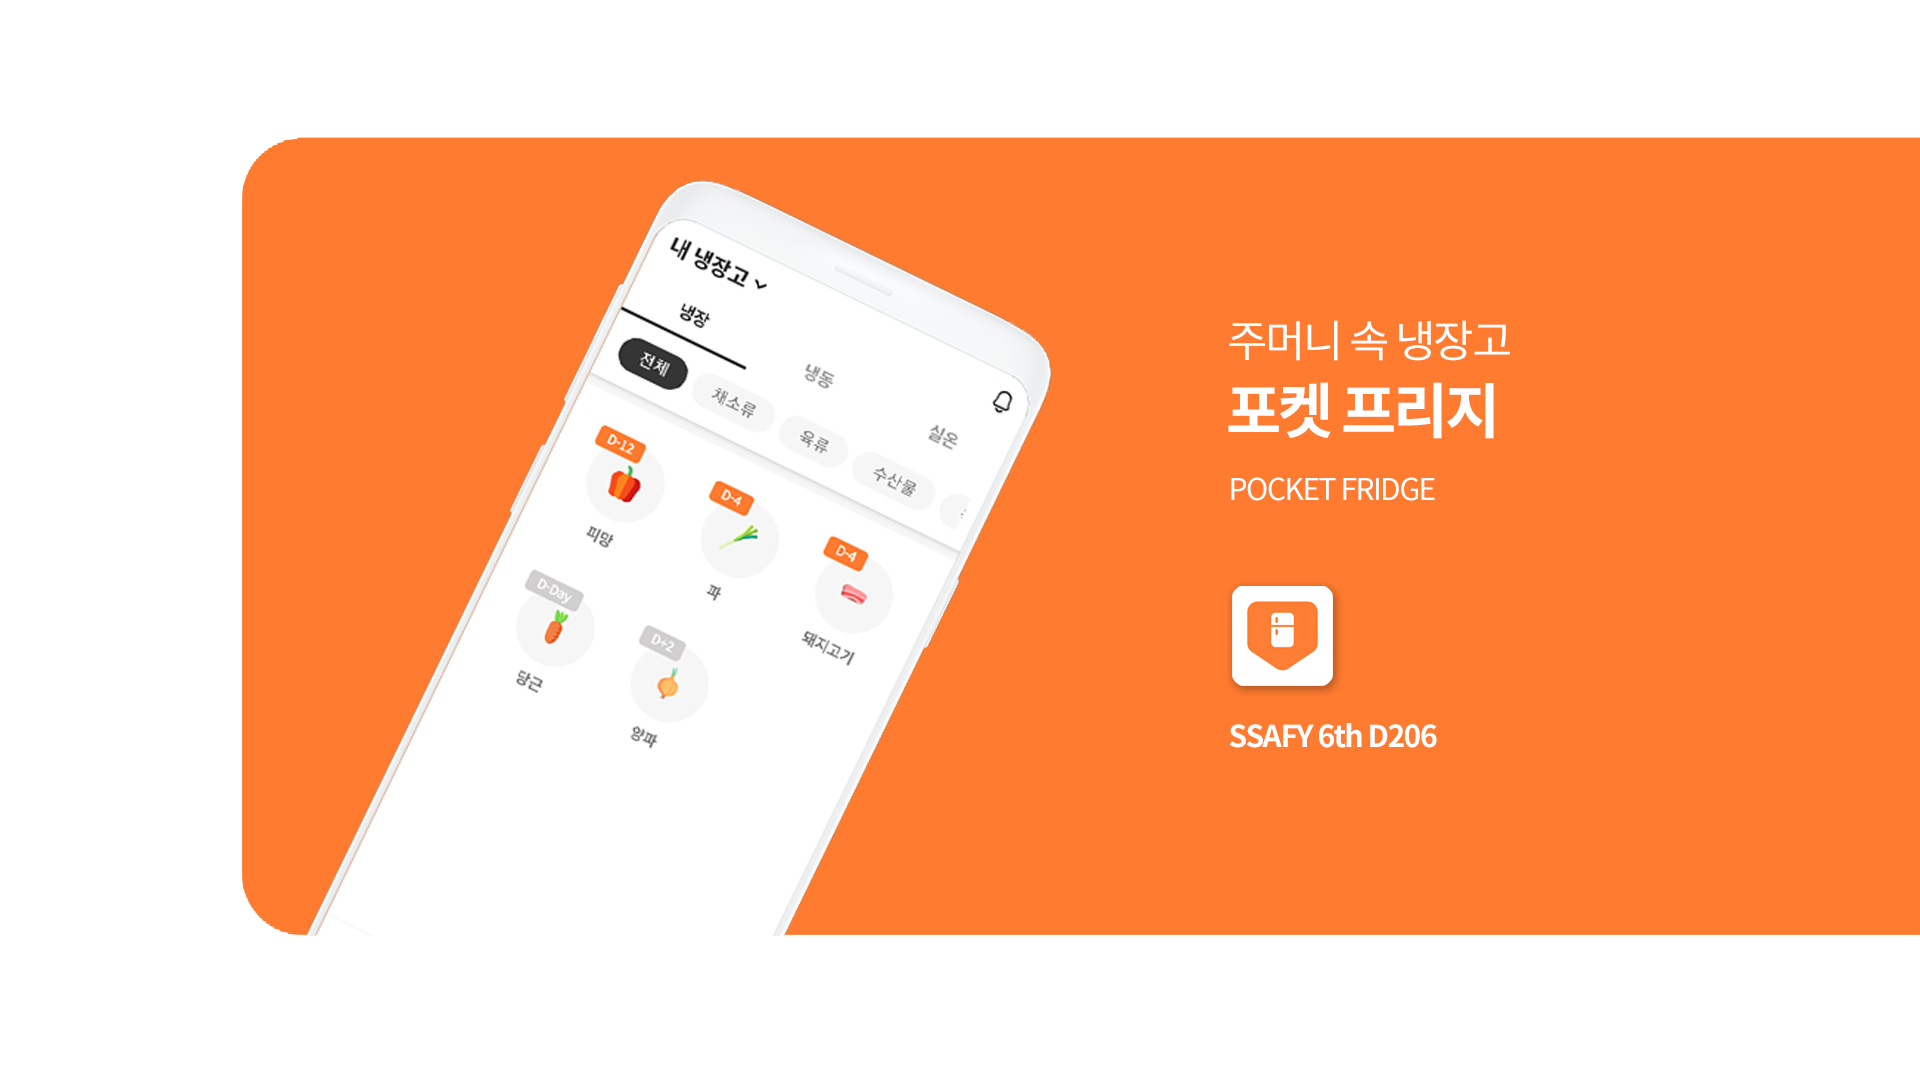 내 냉장고
냉장
냉동
실온
전체
채소류
육류
수산물
D-12
피망
D-4
파
D-4
돼지고기
D-Day
당근
D+2
양파
주머니 속 냉장고
포켓 프리지
POCKET FRIDGE
SSAFY 6th D206